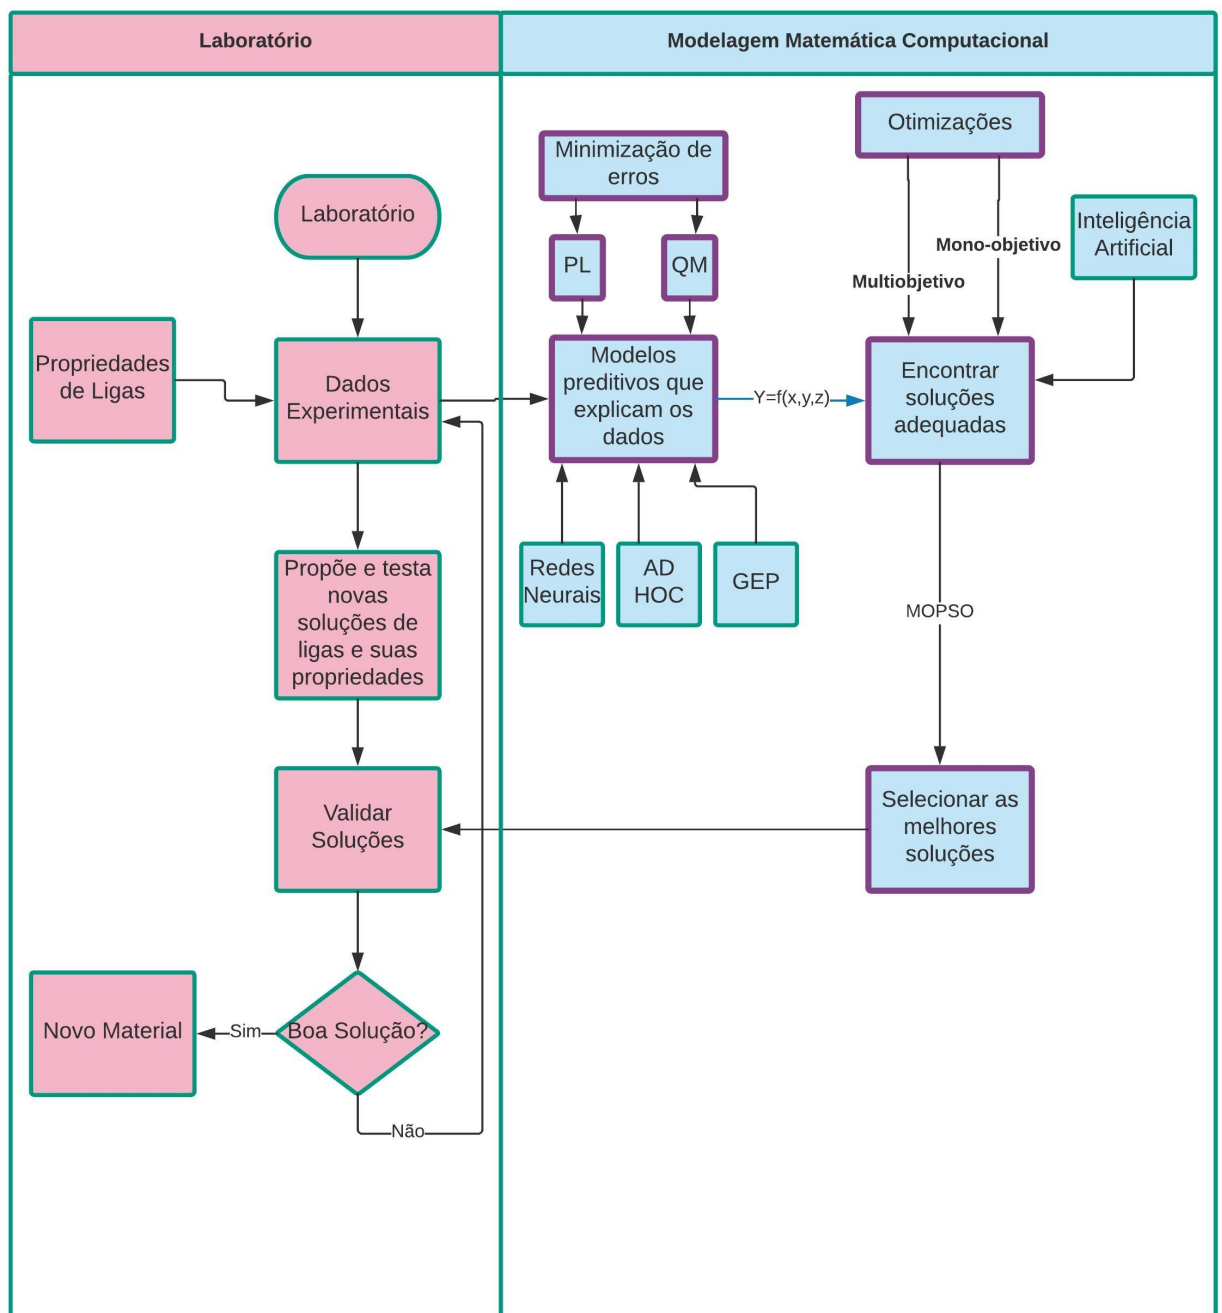 Laboratório
Modelagem Matemática Computacional
Laboratório
Propriedades
de Ligas
Dados
Experimentais
Propõe e testa
novas
soluções de
ligas e suas
propriedades
Validar
Soluções
Boa Solução?
Sim
Novo Material
Não
Minimização de
erros
PL
QM
Modelos
preditivos que
explicam os
dados
Redes
Neurais
AD
HOC
GEP
Y=f(x,y,z)
Otimizações
Mono-objetivo
Multiobjetivo
Inteligência
Artificial
Encontrar
soluções
adequadas
MOPSO
Selecionar as
melhores
soluções